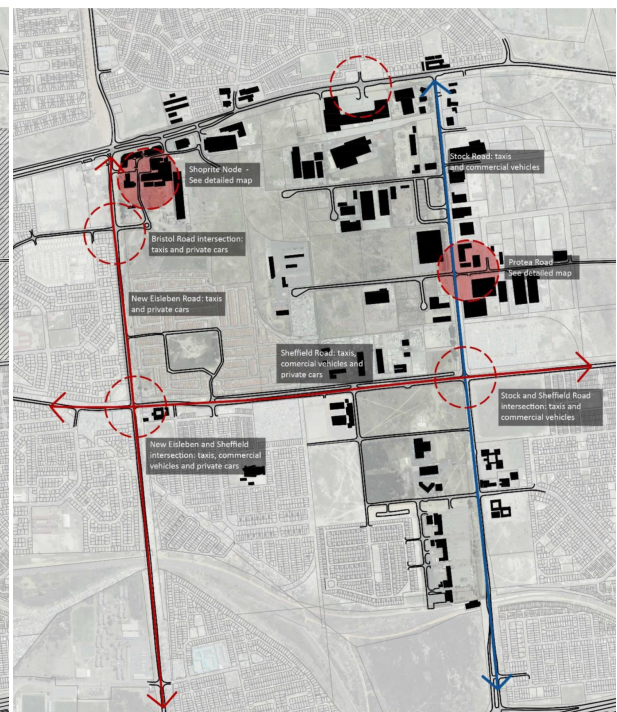 Stock Road: taxis
and commercial vehicles
Shoprite Node -
See detailed map
Bristol Road intersection:
taxis and private cars
Protea Road
See detailed map
New Eisleben Road: taxis
and private cars
Sheffield Road: taxis,
comercial vehicles and
private cars
Stock and Sheffield Road
intersection: taxis and
commercial vehicles
New Eisleben and Sheffield
intersection: taxis, commercial
vehicles and private cars